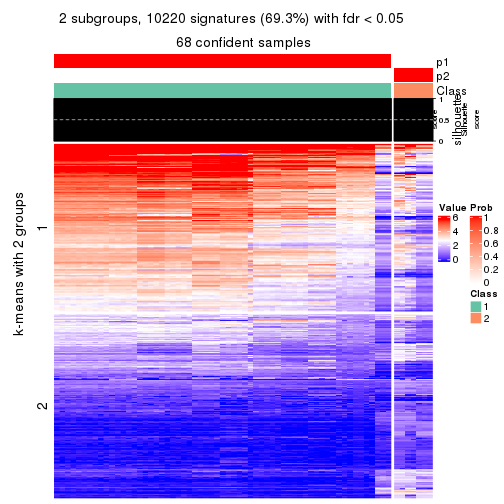 2 subgroups, 10220 signatures (69.3%) with fdr < 0.05
68 confident samples
p1
p2
Class
1
0.5
0
silhouette
score
Silhouette
score
k-means with 2 groups
1
2
Value
6
4
2
0
Prob
1
0.8
0.6
0.4
0.2
0
Class
1
2